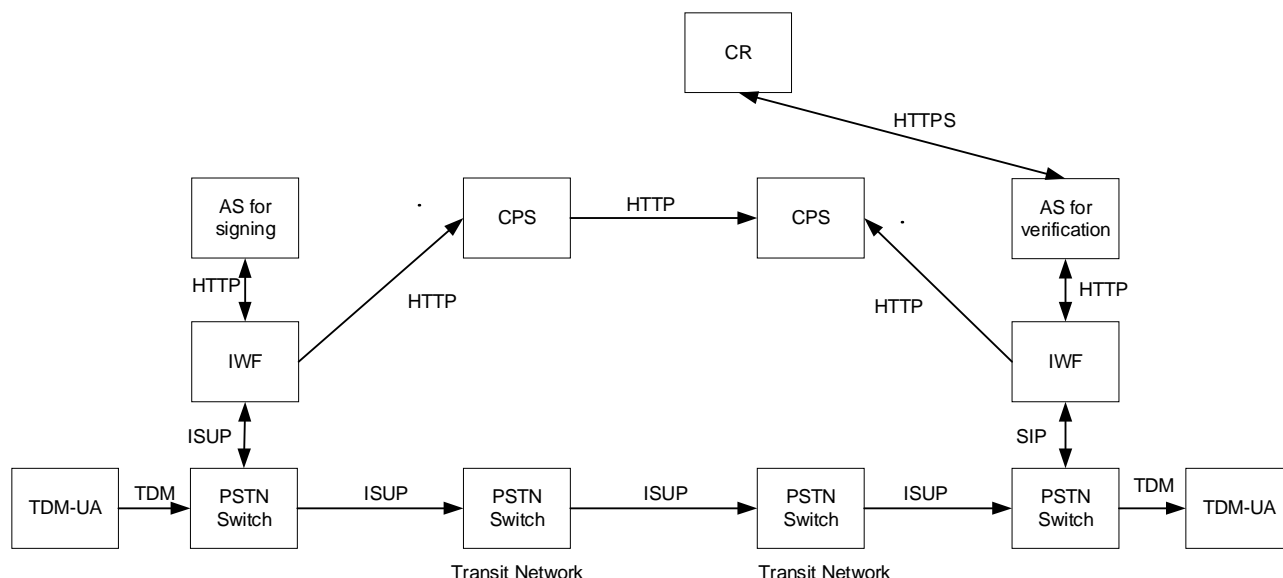 CR
HTTPS
AS for
signing
CPS
HTTP
CPS
AS for
verification
HTTP
HTTP
HTTP
HTTP
IWF
IWF
ISUP
SIP
TDM-UA
TDM
PSTN
Switch
ISUP
PSTN
Switch
ISUP
PSTN
Switch
ISUP
PSTN
Switch
TDM
TDM-UA
Transit Network
Transit Network